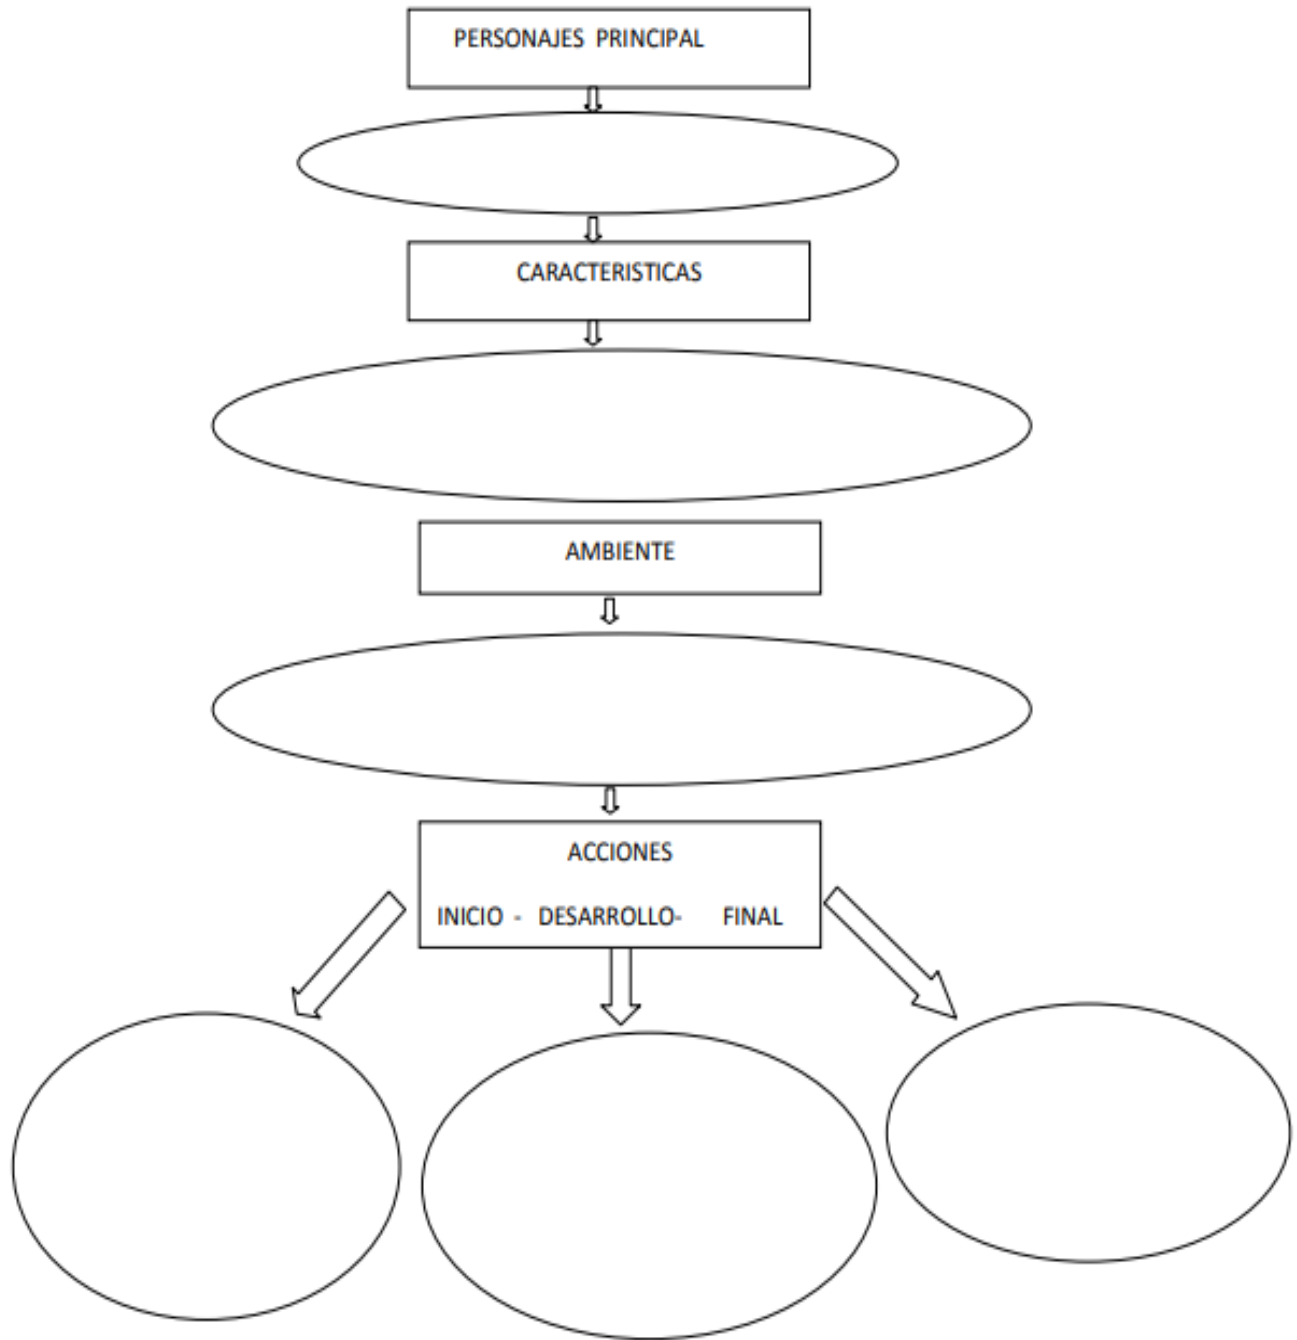 PERSONAJES PRINCIPAL
CARACTERISTICAS
AMBIENTE
ACCIONES
INICIO - DESARROLLO- FINAL